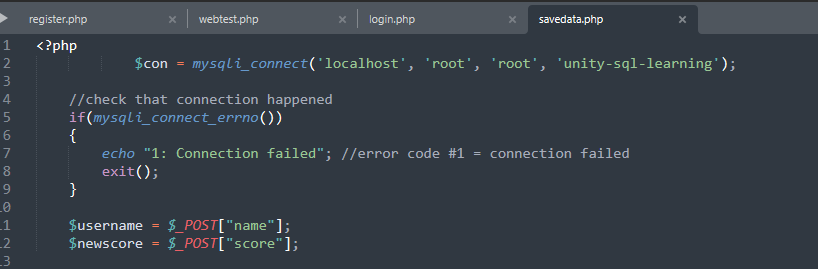 register.php × webtest.php × login.php × savedata.php ×
1 <?php
2 $con = mysqli_connect('localhost', 'root', 'root', 'unity-sql-learning');
3
4 //check that connection happened
5 if(mysqli_connect_errno())
6 {
7 echo "1: Connection failed"; //error code #1 = connection failed
8 exit();
9 }
10
11 $username = $_POST["name"];
12 $newscore = $_POST["score"];
13